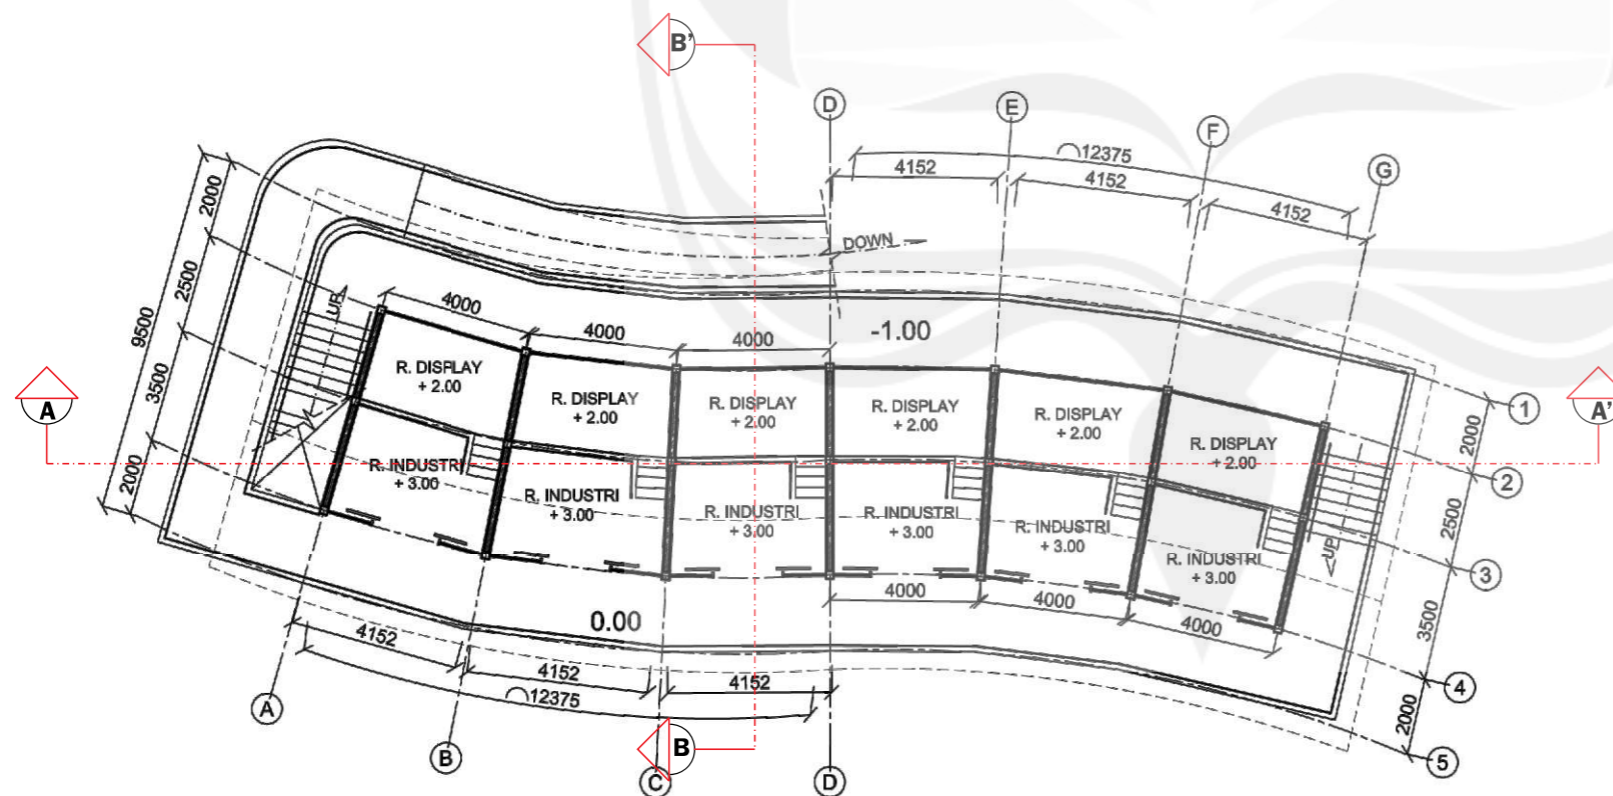 B'
D
E
F
G
⌒12375
4152
4152
4152
2000
2500
9500
3500
2000
DOWN
UP
4000
4000
4000
-1.00
A
A'
R. DISPLAY
+ 2.00
R. DISPLAY
+ 2.00
R. DISPLAY
+ 2.00
R. DISPLAY
+ 2.00
R. DISPLAY
+ 2.00
R. DISPLAY
+ 2.00
R. INDUSTRI
+ 3.00
R. INDUSTRI
+ 3.00
R. INDUSTRI
+ 3.00
R. INDUSTRI
+ 3.00
R. INDUSTRI
+ 3.00
R. INDUSTRI
+ 3.00
UP
1
2000
2
2500
3
3500
4
2000
5
4000
4000
4000
0.00
4152
4152
4152
⌒12375
A
B
C
B
D